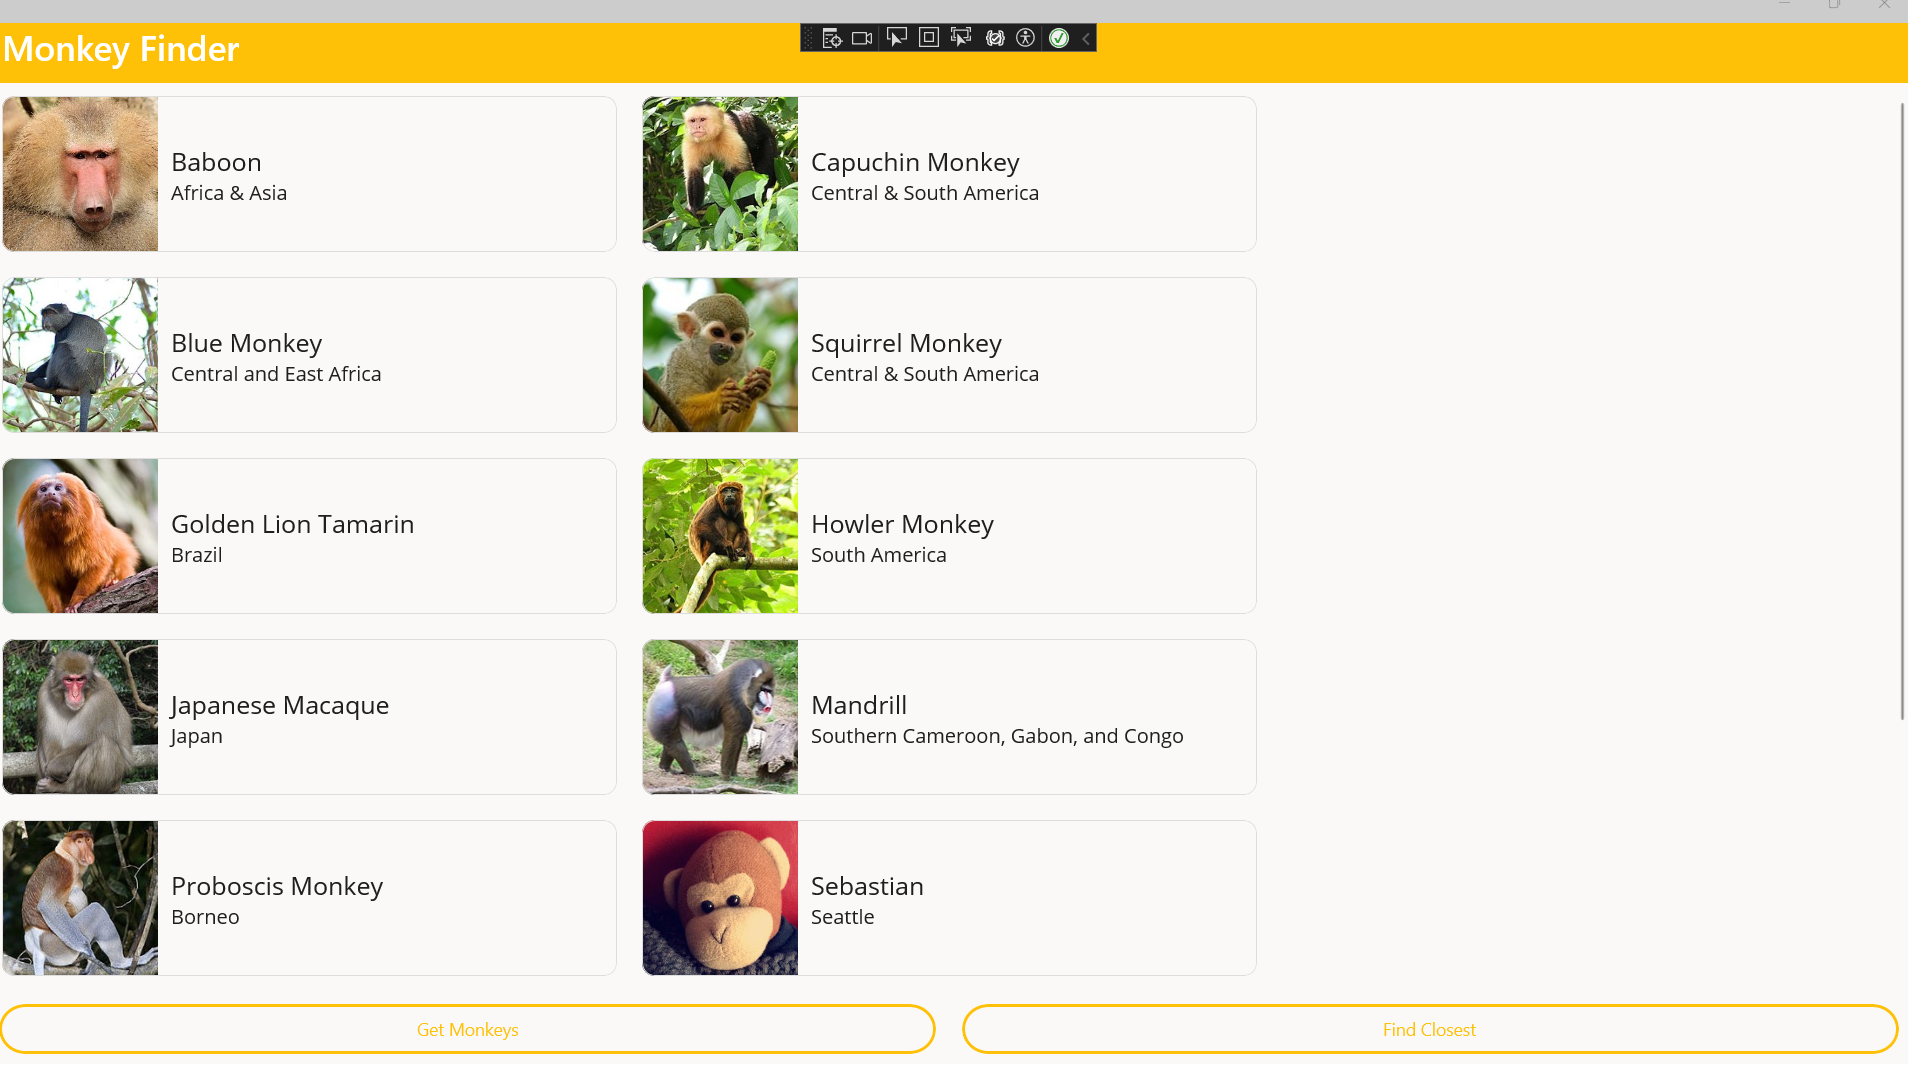 Monkey Finder
Baboon
Africa & Asia
Capuchin Monkey
Central & South America
Blue Monkey
Central and East Africa
Squirrel Monkey
Central & South America
Golden Lion Tamarin
Brazil
Howler Monkey
South America
Japanese Macaque
Japan
Mandrill
Southern Cameroon, Gabon, and Congo
Proboscis Monkey
Borneo
Sebastian
Seattle
Get Monkeys
Find Closest